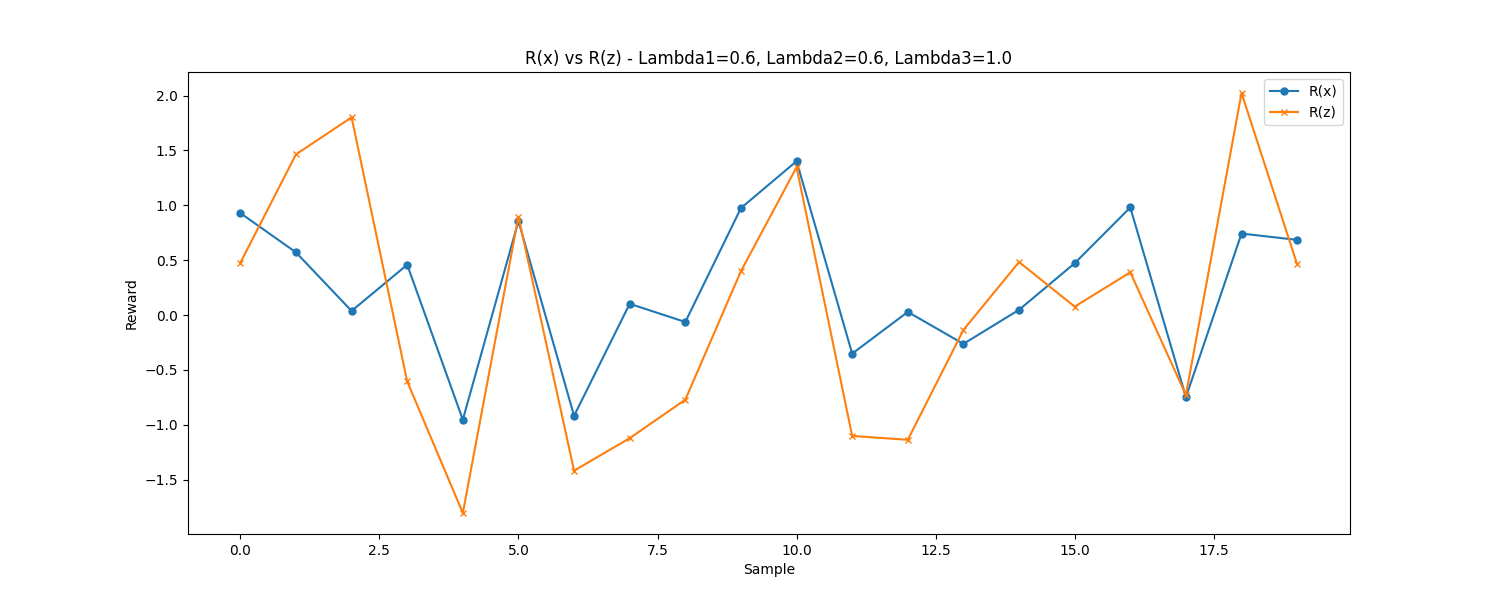 R(x) vs R(z) - Lambda1=0.6, Lambda2=0.6, Lambda3=1.0
R(x)
R(z)
Reward
2.0
1.5
1.0
0.5
0.0
−0.5
−1.0
−1.5
0.0 2.5 5.0 7.5 10.0 12.5 15.0 17.5
Sample